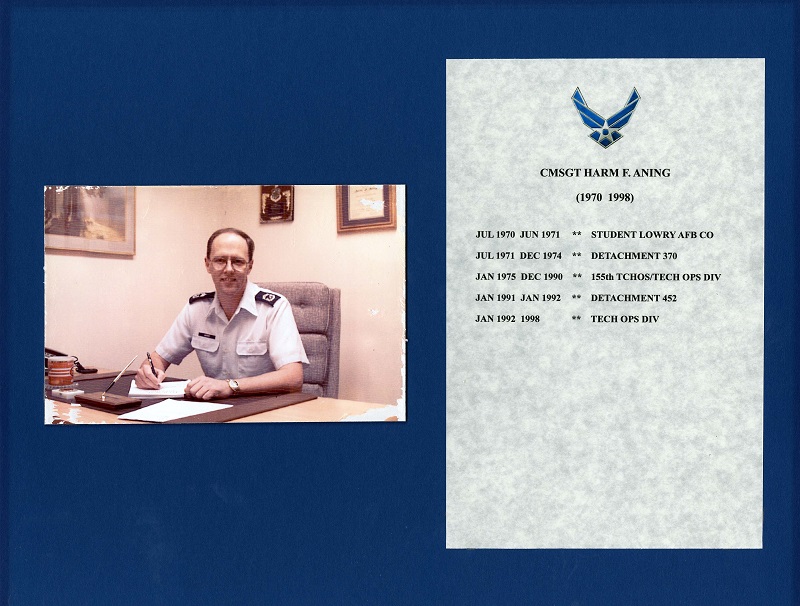 CMSGT HARM F. ANING
(1970 1998)
JUL 1970 JUN 1971 ** STUDENT LOWRY AFB CO
JUL 1971 DEC 1974 ** DETACHMENT 370
JAN 1975 DEC 1990 ** 155th TCHOS/TECH OPS DIV
JAN 1991 JAN 1992 ** DETACHMENT 452
JAN 1992 1998 ** TECH OPS DIV